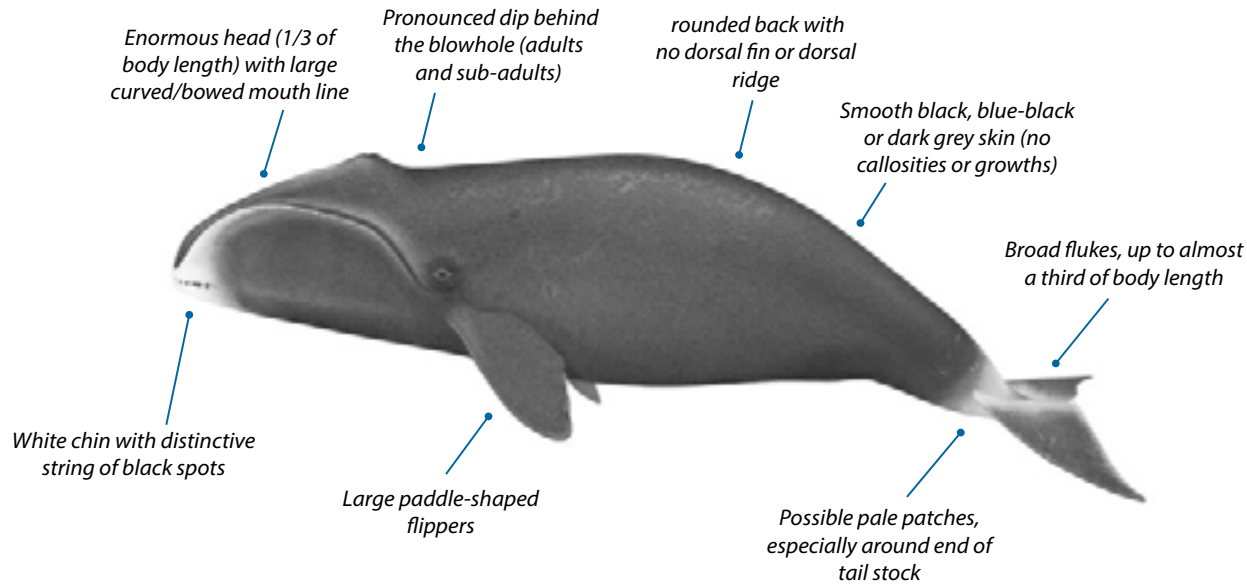 Enormous head (1/3 of
body length) with large
curved/bowed mouth line
Pronounced dip behind
the blowhole (adults
and sub-adults)
rounded back with
no dorsal fin or dorsal
ridge
Smooth black, blue-black
or dark grey skin (no
callosities or growths)
Broad flukes, up to almost
a third of body length
White chin with distinctive
string of black spots
Large paddle-shaped
flippers
Possible pale patches,
especially around end of
tail stock